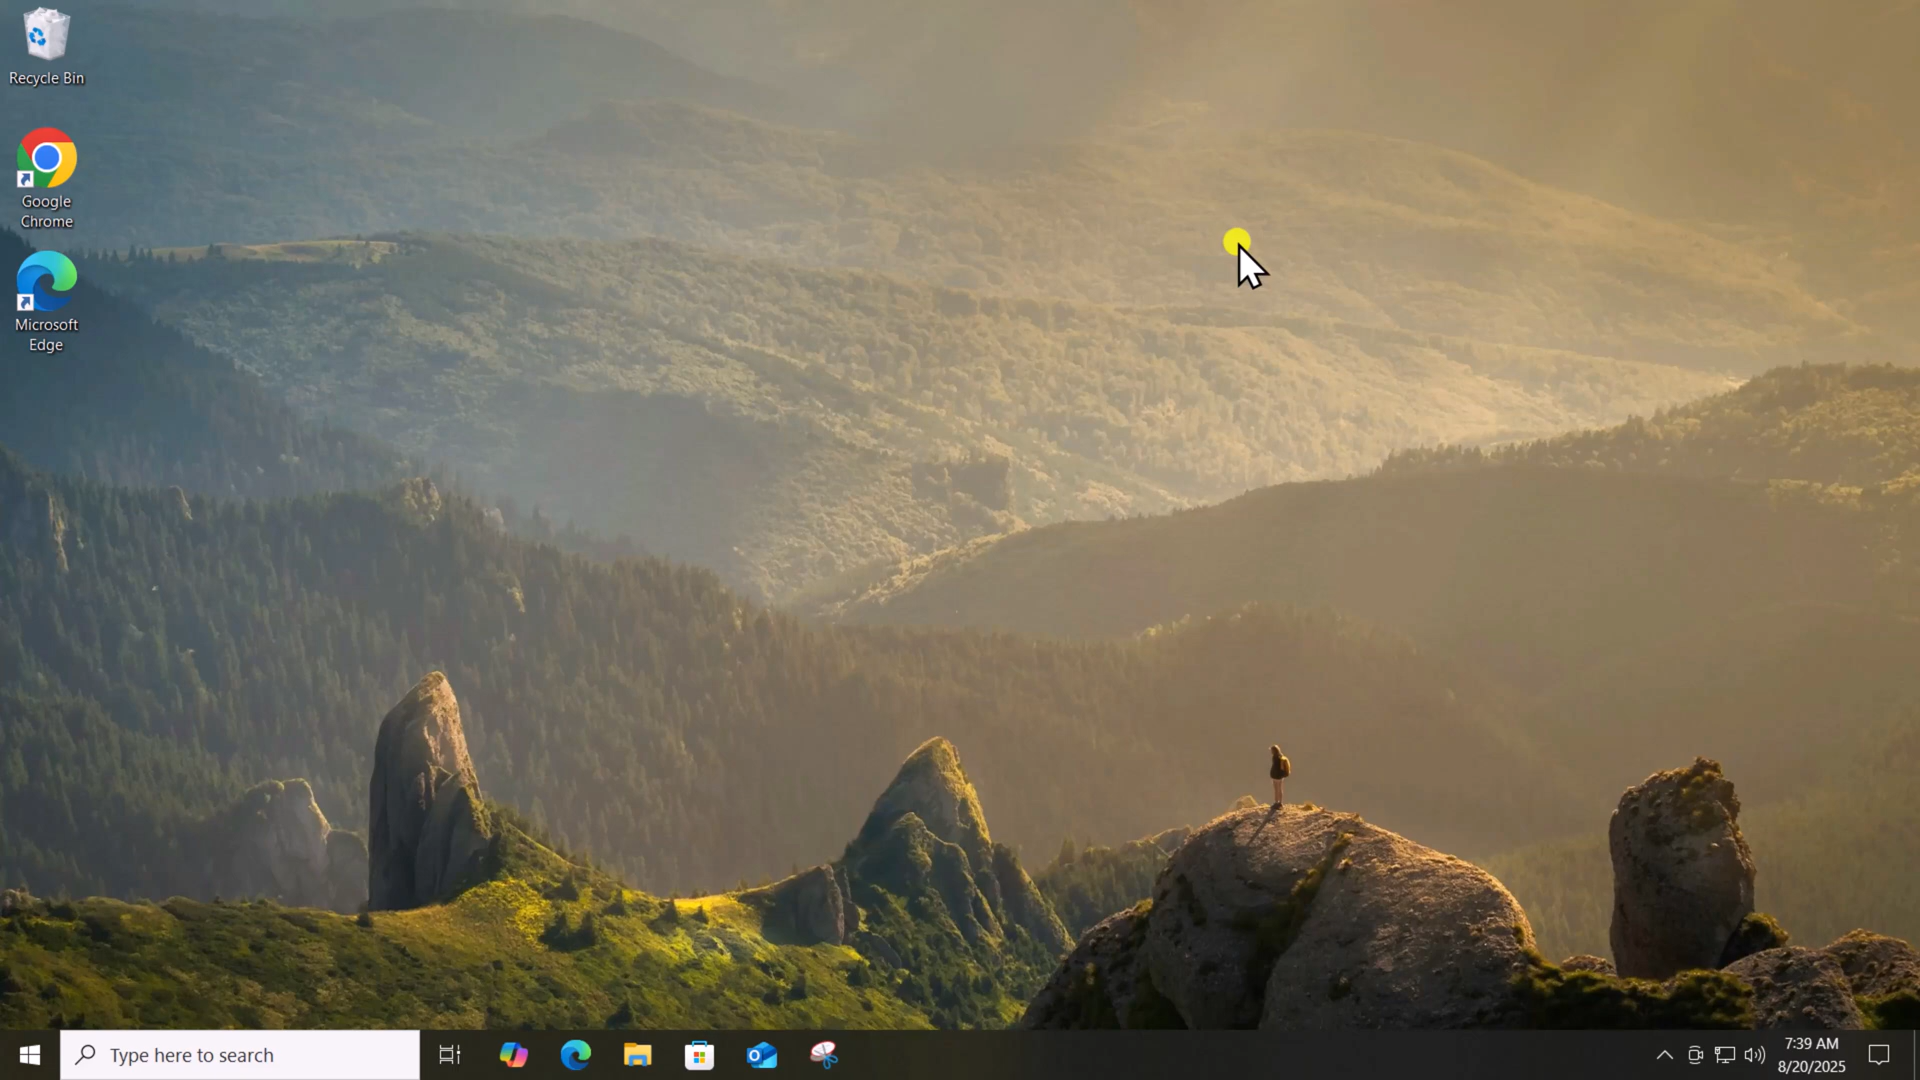 Recycle Bin
Google
Chrome
Microsoft
Edge
Type here to search
7:39 AM
8/20/2025